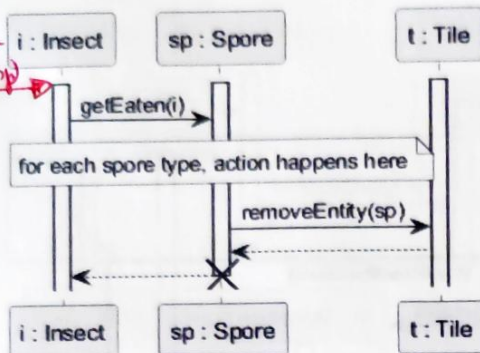 i : Insect
sp : Spore
t : Tile
getEaten(i)
for each spore type, action happens here
removeEntity(sp)
i : Insect
sp : Spore
t : Tile